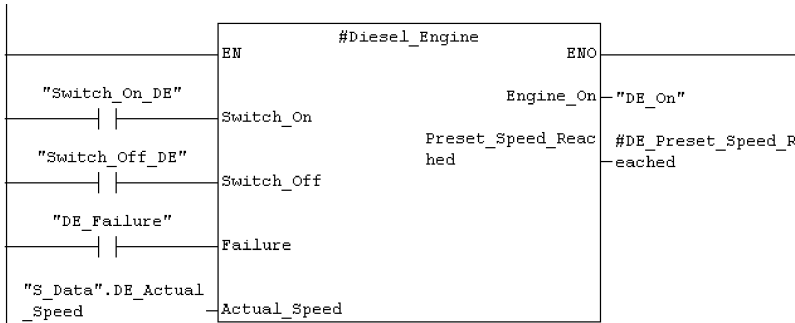 #Diesel_Engine
EN
ENO
"Switch_On_DE"
Switch_On
Engine_On
"DE_On"
"Switch_Off_DE"
Switch_Off
Preset_Speed_Reac
hed
#DE_Preset_Speed_R
eached
"DE_Failure"
Failure
"S_Data".DE_Actual
_Speed
Actual_Speed